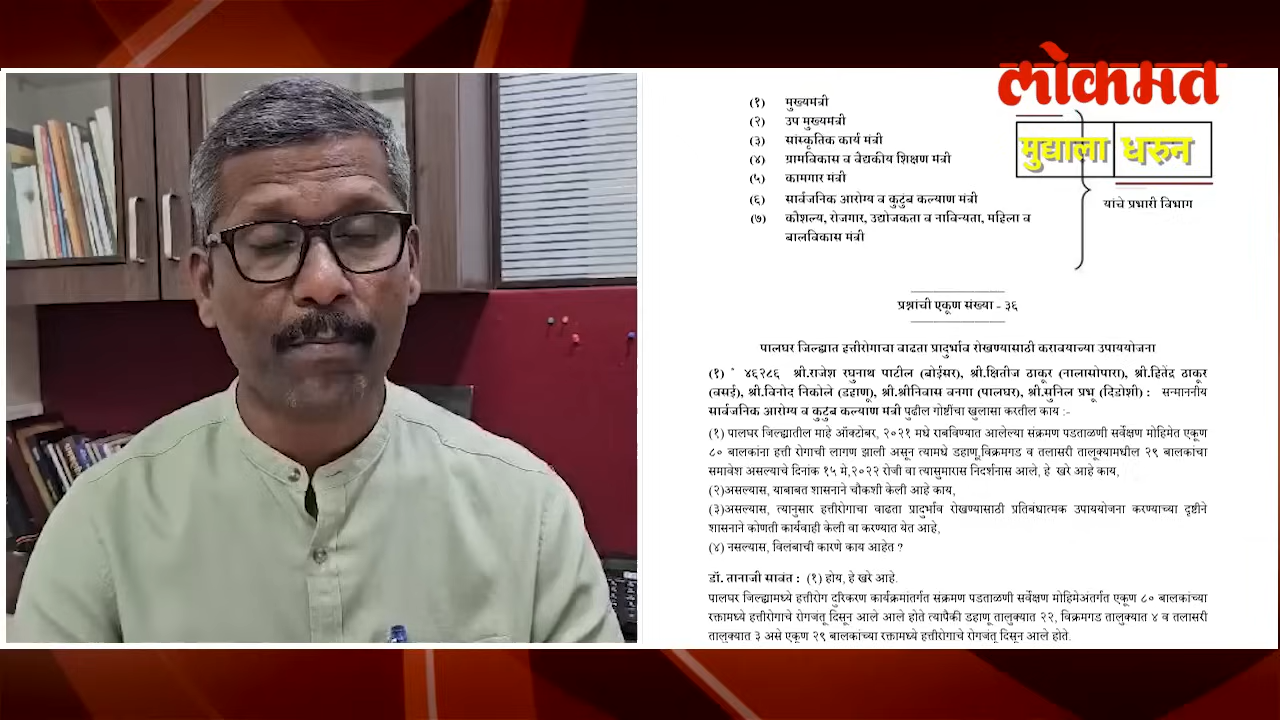 लोकमत
मुद्याला धरुन
(१) मुख्यमंत्री
(२) उप मुख्यमंत्री
(३) सांस्कृतिक कार्य मंत्री
(४) ग्रामविकास व वैद्यकीय शिक्षण मंत्री
(५) कामगार मंत्री
(६) सार्वजनिक आरोग्य व कुटुंब कल्याण मंत्री
(७) कौशल्य, रोजगार, उद्योजकता व नाविन्यता, महिला व
बालविकास मंत्री
यांचे प्रभारी विभाग
प्रश्नांची एकूण संख्या - ३६
पालघर जिल्ह्यात हत्तीरोगाचा वाढता प्रादुर्भाव रोखण्यासाठी करावयाच्या उपाययोजना
(१) * ४६२८६ श्री.राजेश रघुनाथ पाटील (बोईसर), श्री.क्षितीज ठाकूर (नालासोपारा), श्री.हितेंद्र ठाकूर
(वसई), श्री.विनोद निकोले (डहाणू), श्री.श्रीनिवास वनगा (पालघर), श्री.सुनिल प्रभू (दिंडोशी) : सन्माननीय
सार्वजनिक आरोग्य व कुटुंब कल्याण मंत्री पुढील गोष्टींचा खुलासा करतील काय :-
(१) पालघर जिल्ह्यातील माहे ऑक्टोबर, २०२१ मधे राबविण्यात आलेल्या संक्रमण पडताळणी सर्वेक्षण मोहिमेत एकूण
८० बालकांना हत्ती रोगाची लागण झाली असून त्यामधे डहाणू,विक्रमगड व तलासरी तालूक्यामधील २९ बालकांचा
समावेश असल्याचे दिनांक १५ मे,२०२२ रोजी वा त्यासुमारास निदर्शनास आले, हे खरे आहे काय,
(२)असल्यास, याबाबत शासनाने चौकशी केली आहे काय,
(३)असल्यास, त्यानुसार हत्तीरोगाचा वाढता प्रादुर्भाव रोखण्यासाठी प्रतिबंधात्मक उपाययोजना करण्याच्या दृष्टीने
शासनाने कोणती कार्यवाही केली वा करण्यात येत आहे,
(४) नसल्यास, विलंबाची कारणे काय आहेत ?
डॉ. तानाजी सावंत : (१) होय, हे खरे आहे.
पालघर जिल्ह्यामध्ये हत्तीरोग दुरिकरण कार्यक्रमांतर्गत संक्रमण पडताळणी सर्वेक्षण मोहिमेअंतर्गत एकूण ८० बालकांच्या
रक्तामध्ये हत्तीरोगाचे रोगजंतू दिसून आले आले होते त्यापैकी डहाणू तालुक्यात २२, विक्रमगड तालुक्यात ४ व तलासरी
तालुक्यात ३ असे एकूण २९ बालकांच्या रक्तामध्ये हत्तीरोगाचे रोगजंतू दिसून आले होते.